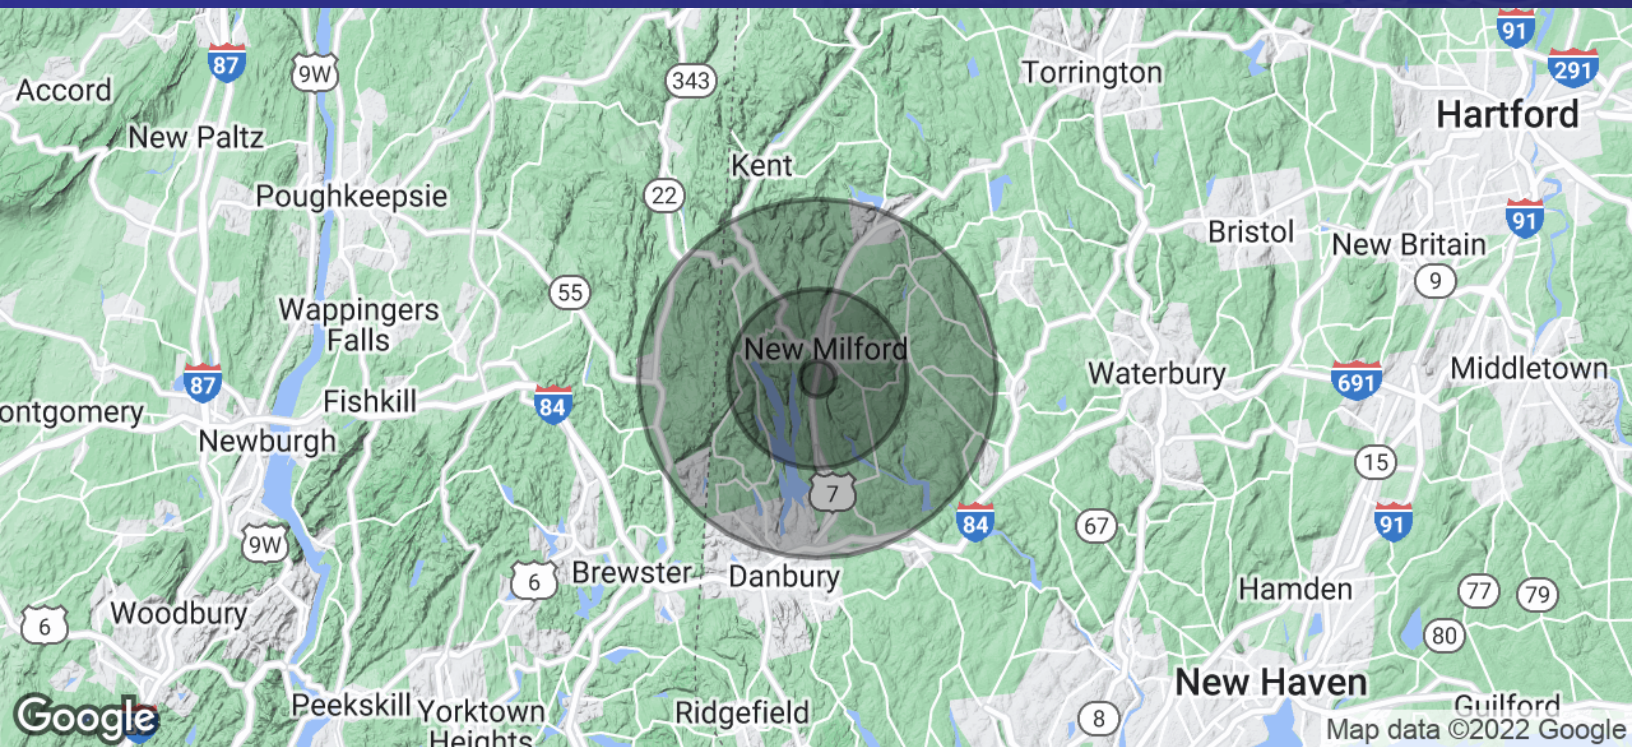 91
87
9W
291
Torrington
343
Accord
Hartford
New Paltz
Kent
22
Poughkeepsie
91
Bristol
New Britain
9
55
Wappingers
Falls
New Milford
Middletown
Waterbury
691
87
Fishkill
84
ontgomery
Newburgh
15
7
84
67
91
9W
Brewster
Danbury
6
Hamden
77
79
Woodbury
6
80
New Haven
Peekskill
Yorktown
Heights
Ridgefield
8
Guilford
Google
Map data ©2022 Google